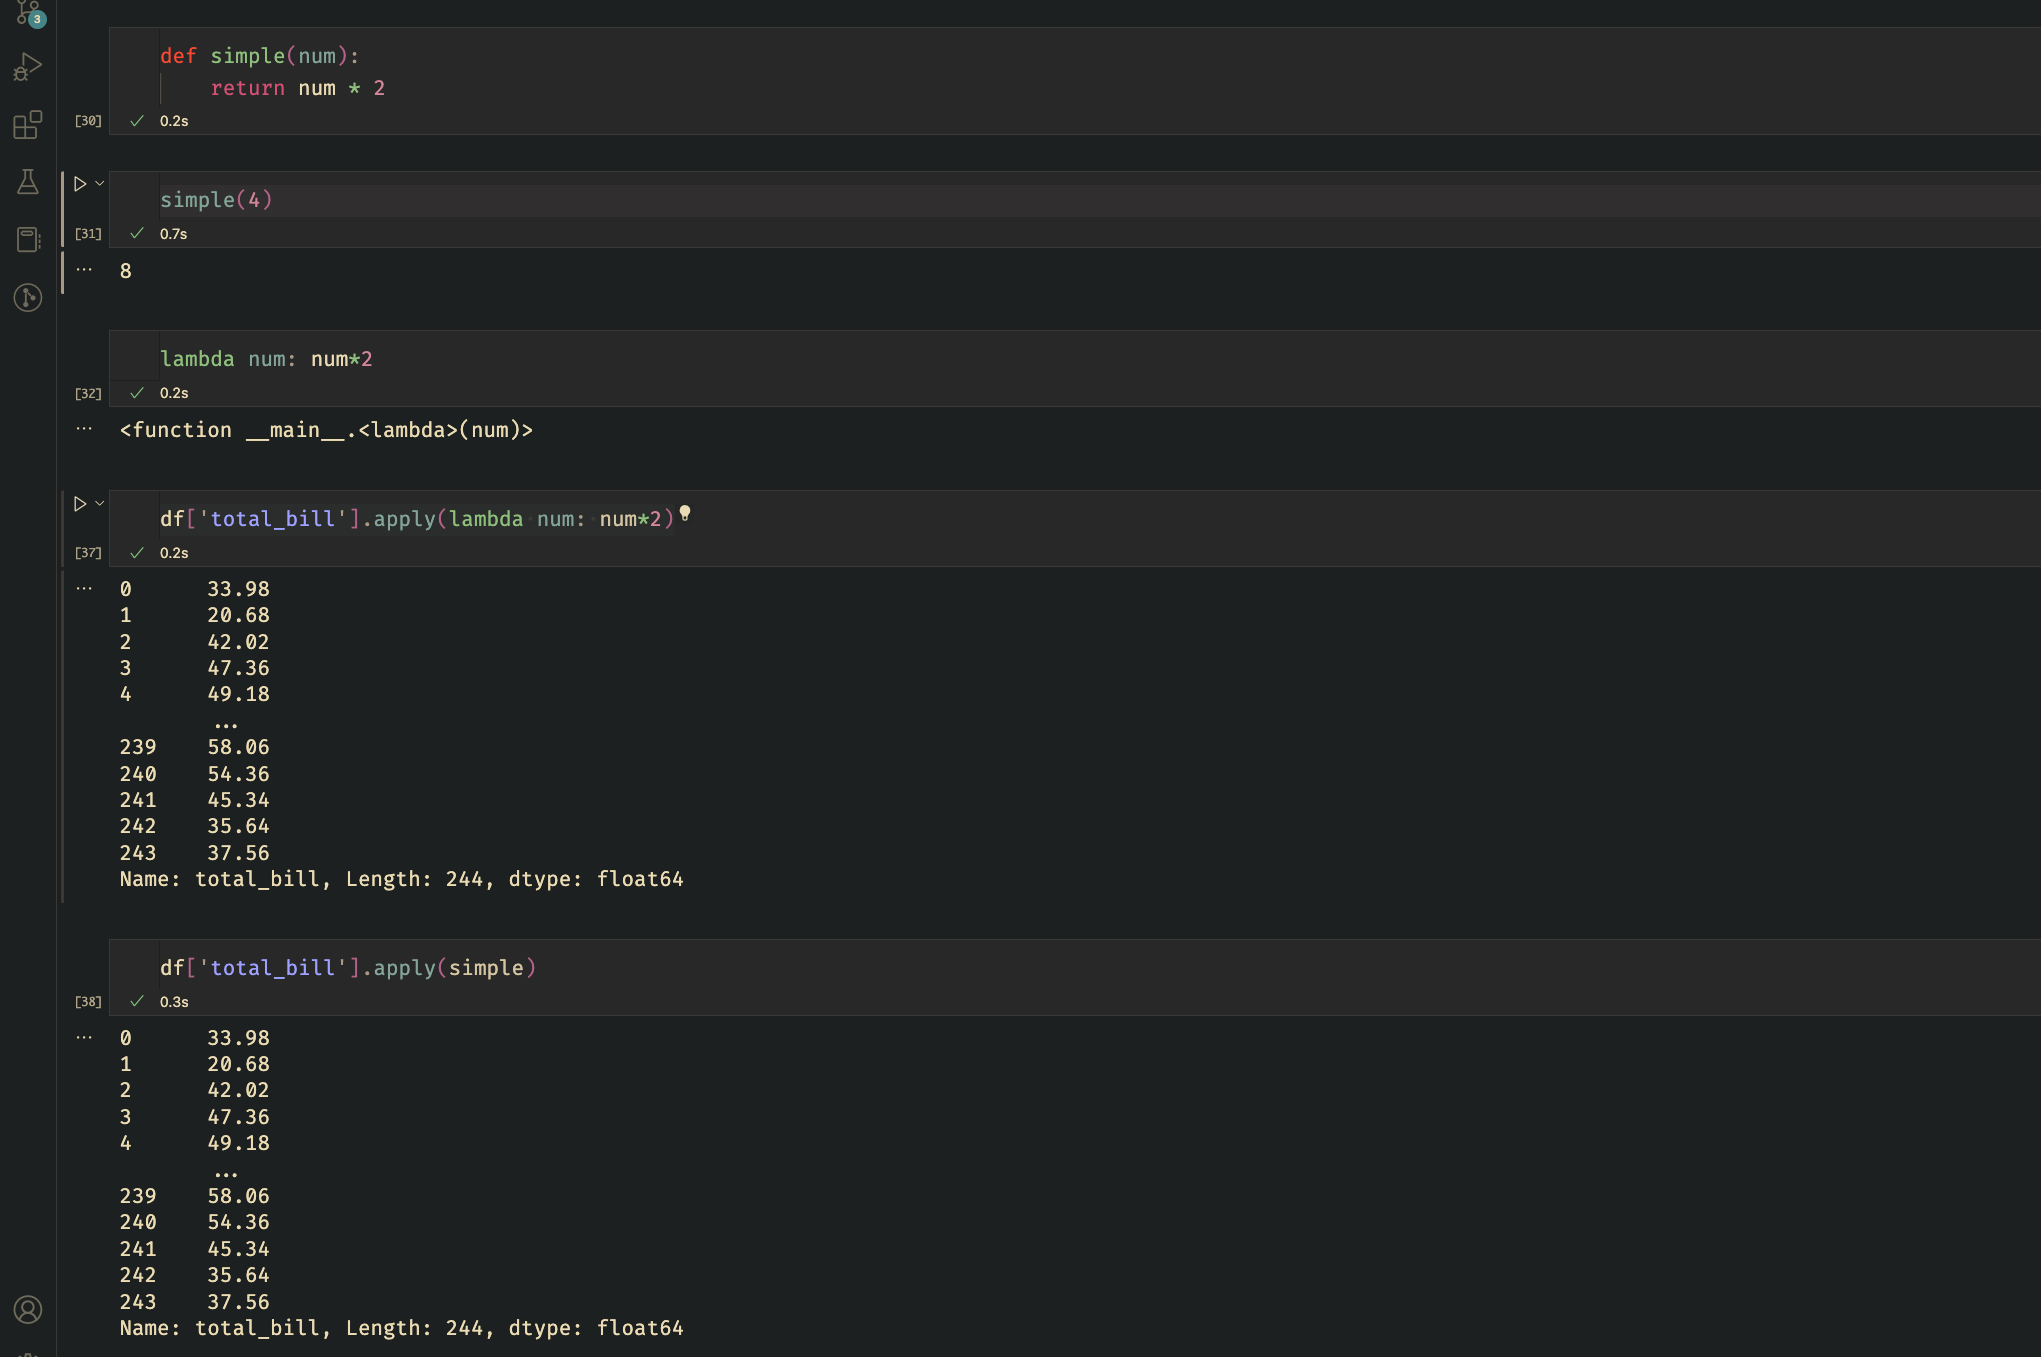 3
def simple(num):
return num * 2
[30] 0.2s
simple(4)
[31] 0.7s
8
lambda num: num*2
[32] 0.2s
<function __main__.<lambda>(num)>
df['total_bill'].apply(lambda num: num*2)
[37] 0.2s
0 33.98
1 20.68
2 42.02
3 47.36
4 49.18
...
239 58.06
240 54.36
241 45.34
242 35.64
243 37.56
Name: total_bill, Length: 244, dtype: float64
df['total_bill'].apply(simple)
[38] 0.3s
0 33.98
1 20.68
2 42.02
3 47.36
4 49.18
...
239 58.06
240 54.36
241 45.34
242 35.64
243 37.56
Name: total_bill, Length: 244, dtype: float64